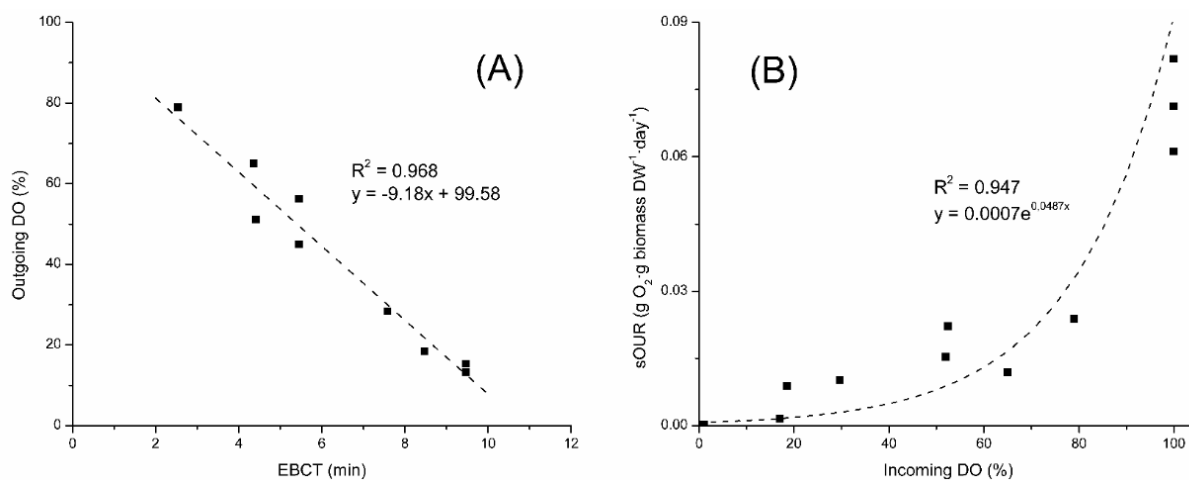 (A)
Outgoing DO (%)
100
80
60
40
20
0
R² = 0.968
y = -9.18x + 99.58
0 2 4 6 8 10 12
EBCT (min)
(B)
sOUR (g O₂·g biomass DW⁻¹·day⁻¹)
0.09
0.06
0.03
0.00
R² = 0.947
y = 0.0007e^0,0487x
0 20 40 60 80 100
Incoming DO (%)